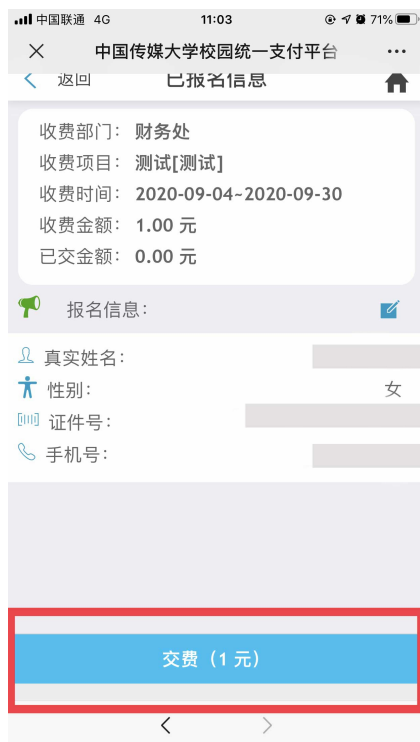 中国联通 4G 11:03 71%
中国传媒大学校园统一支付平台
返回 已报名信息
收费部门: 财务处
收费项目: 测试[测试]
收费时间: 2020-09-04~2020-09-30
收费金额: 1.00 元
已交金额: 0.00 元
报名信息:
真实姓名:
性别: 女
证件号:
手机号:
交费（1 元）